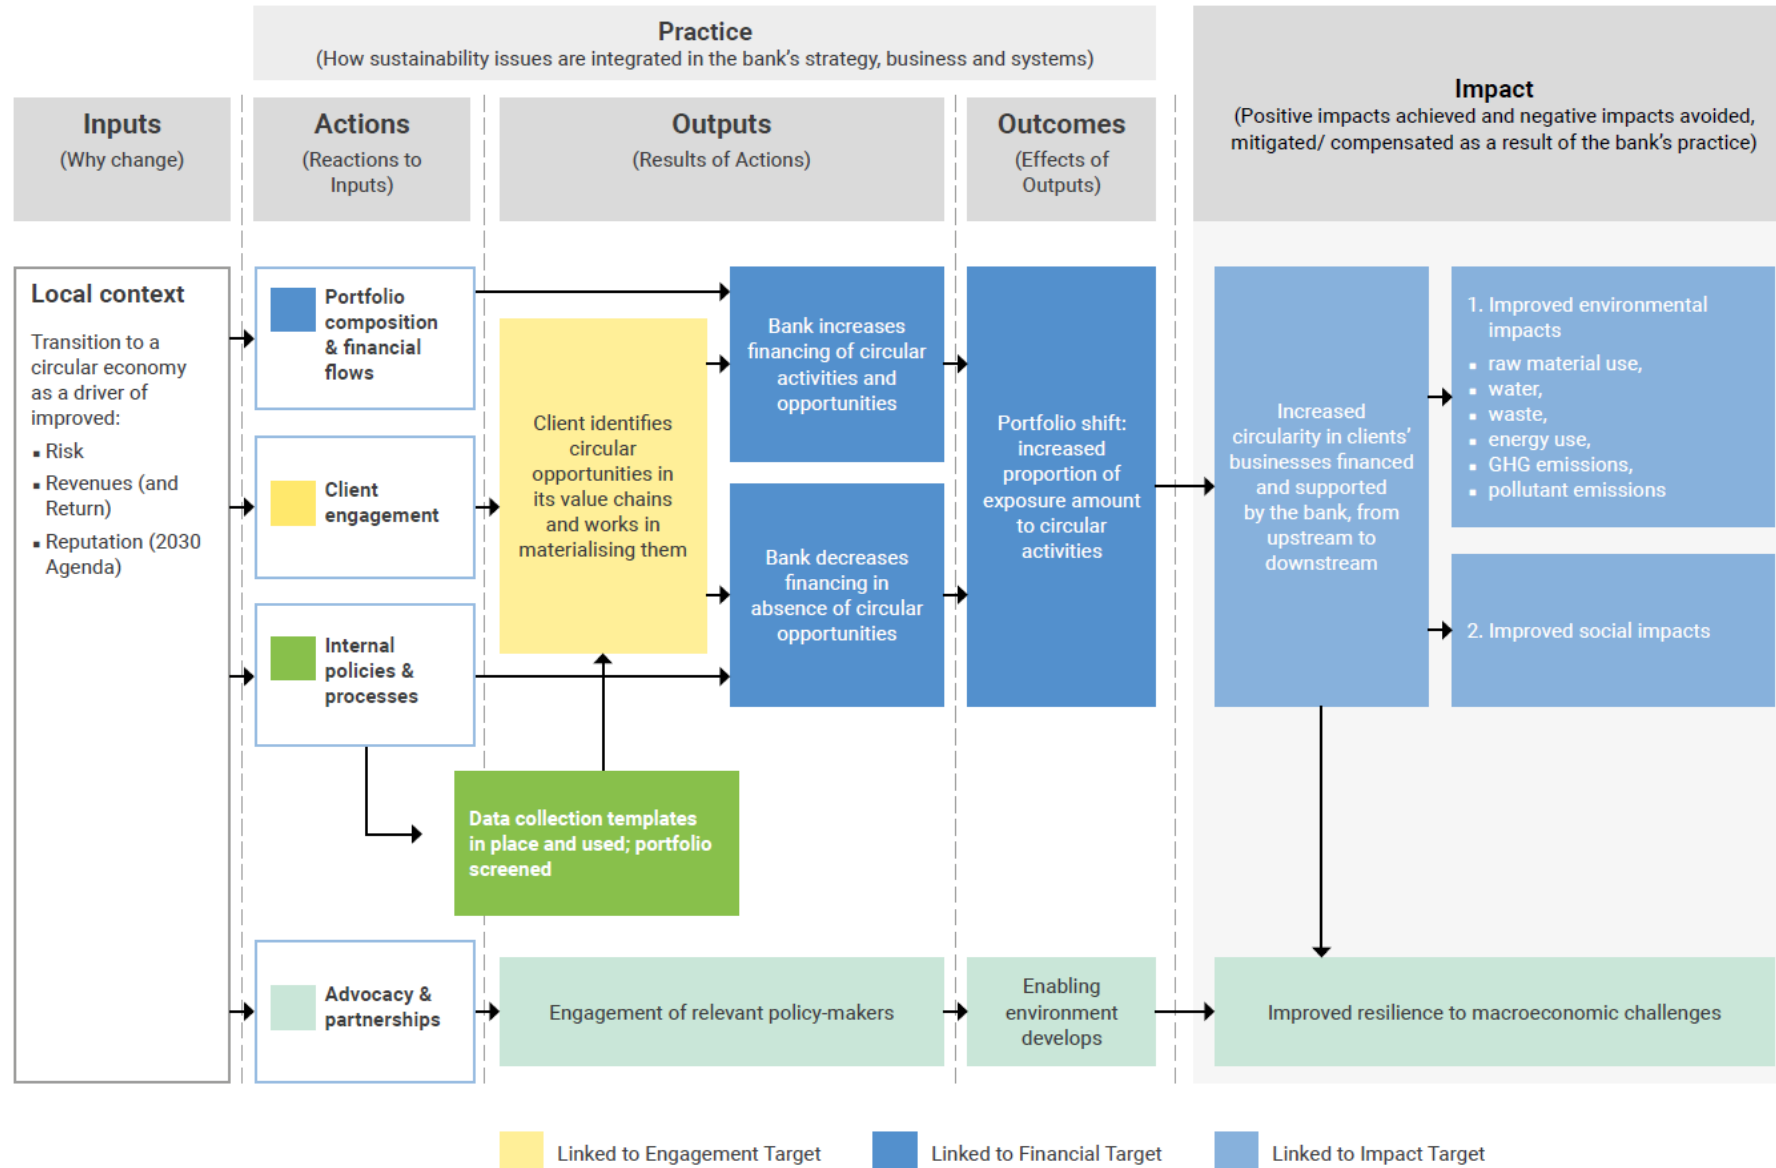 Practice
(How sustainability issues are integrated in the bank's strategy, business and systems)
Inputs
(Why change)
Actions
(Reactions to
Inputs)
Outputs
(Results of Actions)
Outcomes
(Effects of
Outputs)
Impact
(Positive impacts achieved and negative impacts avoided,
mitigated/ compensated as a result of the bank's practice)
Local context
Transition to a
circular economy
as a driver of
improved:
▪ Risk
▪ Revenues (and
Return)
▪ Reputation (2030
Agenda)
Portfolio
composition
& financial
flows
Client
engagement
Internal
policies &
processes
Advocacy &
partnerships
Client identifies
circular
opportunities in
its value chains
and works in
materialising them
Data collection templates
in place and used; portfolio
screened
Bank increases
financing of circular
activities and
opportunities
Bank decreases
financing in
absence of circular
opportunities
Engagement of relevant policy-makers
Portfolio shift:
increased
proportion of
exposure amount
to circular
activities
Enabling
environment
develops
Increased
circularity in clients'
businesses financed
and supported
by the bank, from
upstream to
downstream
1. Improved environmental
impacts
▪ raw material use,
▪ water,
▪ waste,
▪ energy use,
▪ GHG emissions,
▪ pollutant emissions
2. Improved social impacts
Improved resilience to macroeconomic challenges
Linked to Engagement Target
Linked to Financial Target
Linked to Impact Target